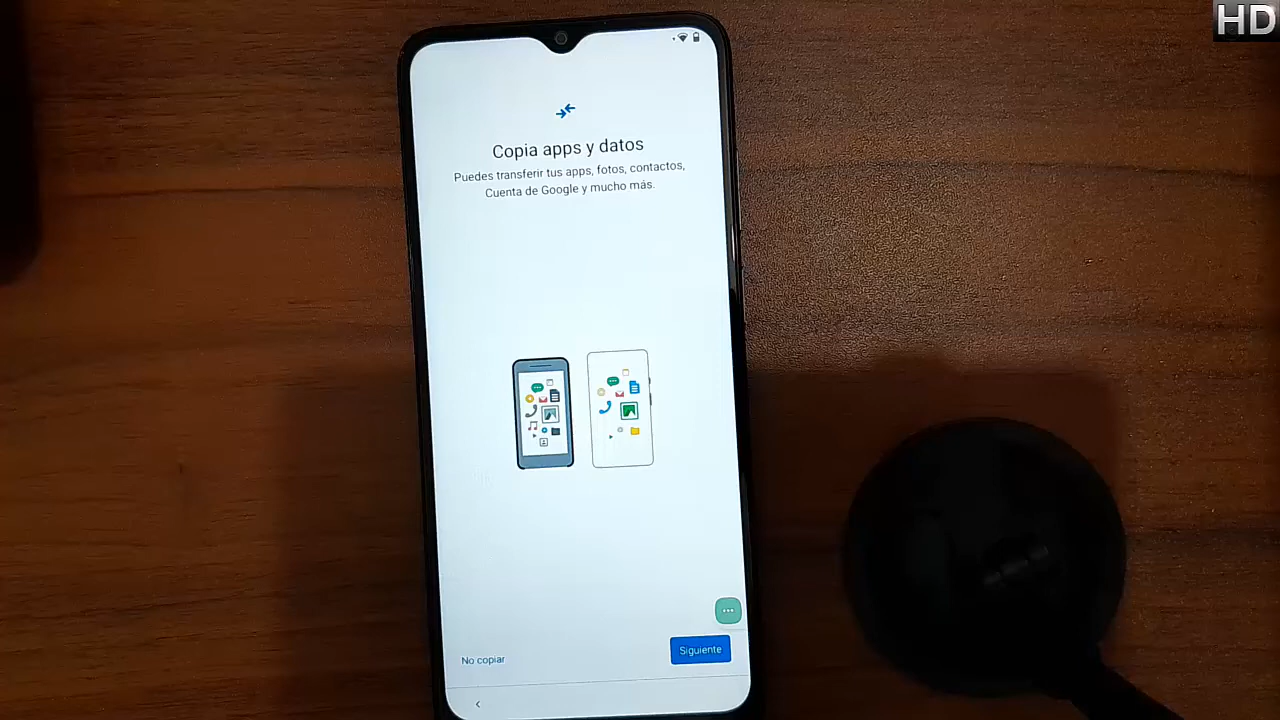 HD
Copia apps y datos
Puedes transferir tus apps, fotos, contactos,
Cuenta de Google y mucho más.
No copiar
Siguiente